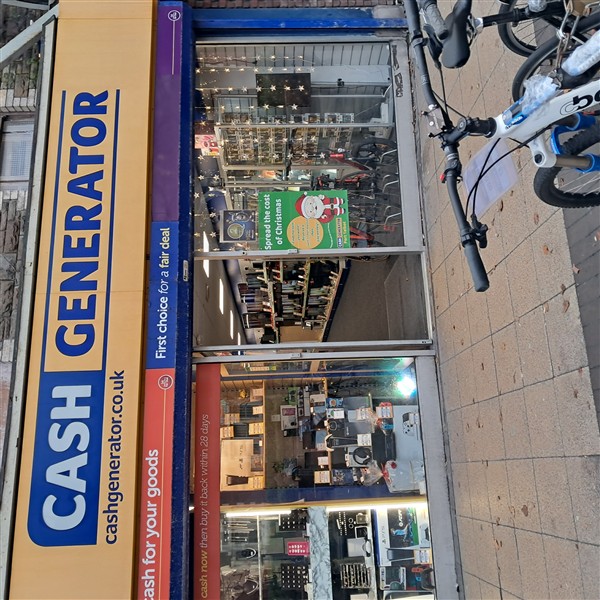 CASH GENERATOR
cashgenerator.co.uk
cash for your goods
First choice for a fair deal
cash now then buy it back within 28 days
Spread the cost
of Christmas